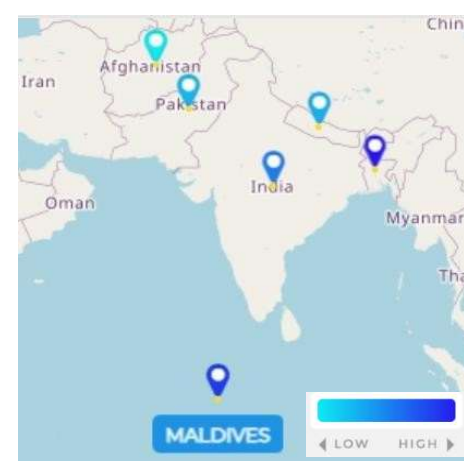 Chin
Afghanistan
Iran
Pakistan
India
Oman
Myanmar
Tha
MALDIVES
LOW HIGH